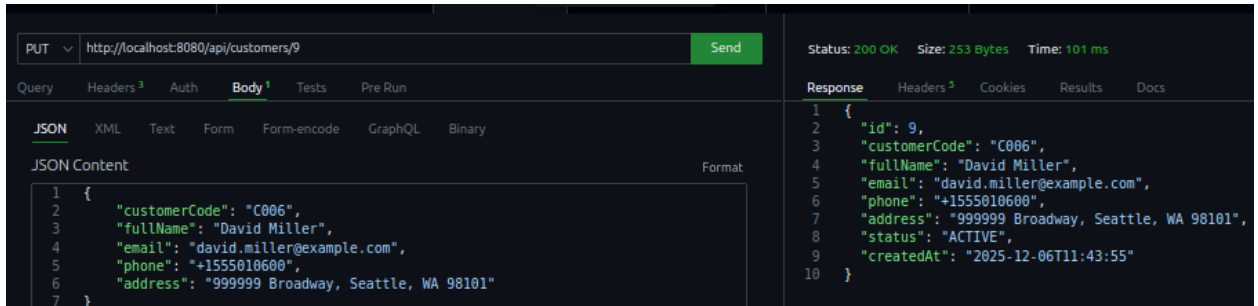 PUT http://localhost:8080/api/customers/9 Send
Query Headers 3 Auth Body 1 Tests Pre Run
JSON XML Text Form Form-encode GraphQL Binary
JSON Content Format
1 {
2 "customerCode": "C006",
3 "fullName": "David Miller",
4 "email": "david.miller@example.com",
5 "phone": "+1555010600",
6 "address": "999999 Broadway, Seattle, WA 98101"
7 }
Status: 200 OK Size: 253 Bytes Time: 101 ms
Response Headers 5 Cookies Results Docs
1 {
2 "id": 9,
3 "customerCode": "C006",
4 "fullName": "David Miller",
5 "email": "david.miller@example.com",
6 "phone": "+1555010600",
7 "address": "999999 Broadway, Seattle, WA 98101",
8 "status": "ACTIVE",
9 "createdAt": "2025-12-06T11:43:55"
10 }